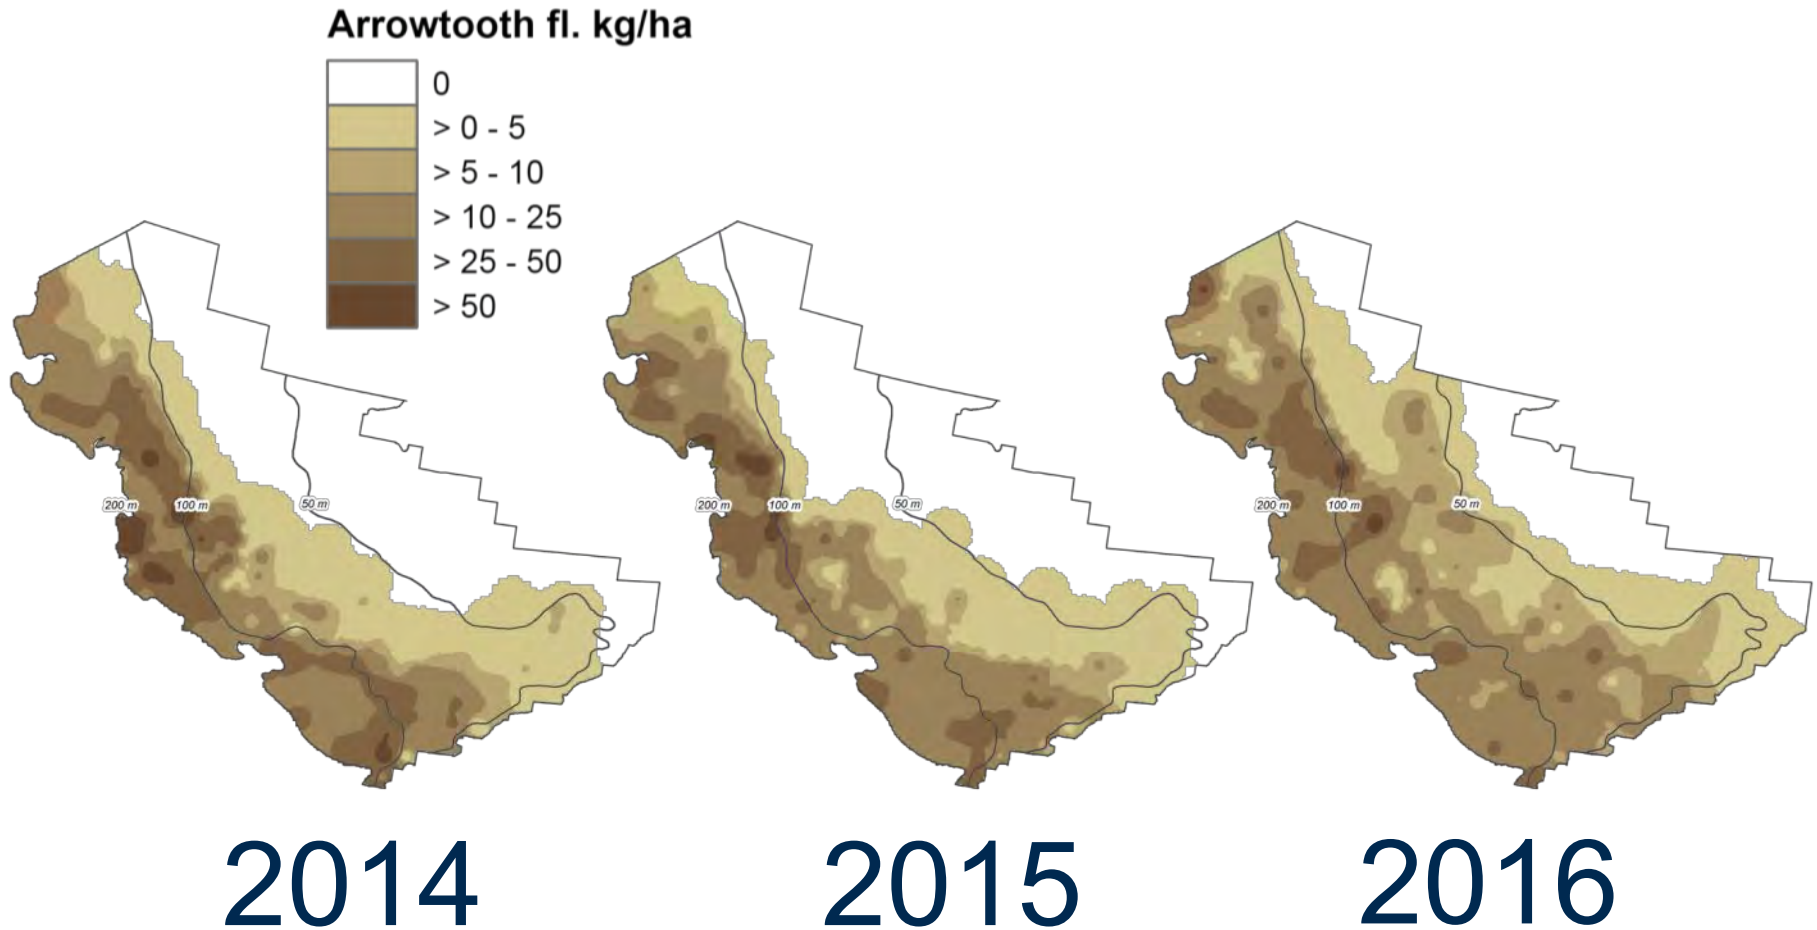 Arrowtooth fl. kg/ha
0
> 0 - 5
> 5 - 10
> 10 - 25
> 25 - 50
> 50
200 m 100 m 50 m
200 m 100 m 50 m
200 m 100 m 50 m
2014
2015
2016